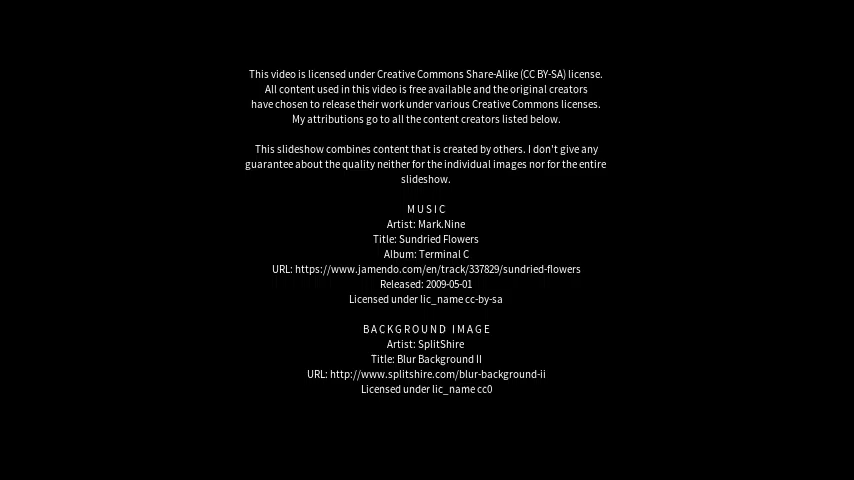 This video is licensed under Creative Commons Share-Alike (CC BY-SA) license.
All content used in this video is free available and the original creators
have chosen to release their work under various Creative Commons licenses.
My attributions go to all the content creators listed below.
This slideshow combines content that is created by others. I don't give any
guarantee about the quality neither for the individual images nor for the entire
slideshow.
MUSIC
Artist: Mark.Nine
Title: Sundried Flowers
Album: Terminal C
URL: https://www.jamendo.com/en/track/337829/sundried-flowers
Released: 2009-05-01
Licensed under lic_name cc-by-sa
BACKGROUND IMAGE
Artist: SplitShire
Title: Blur Background II
URL: http://www.splitshire.com/blur-background-ii
Licensed under lic_name cc0